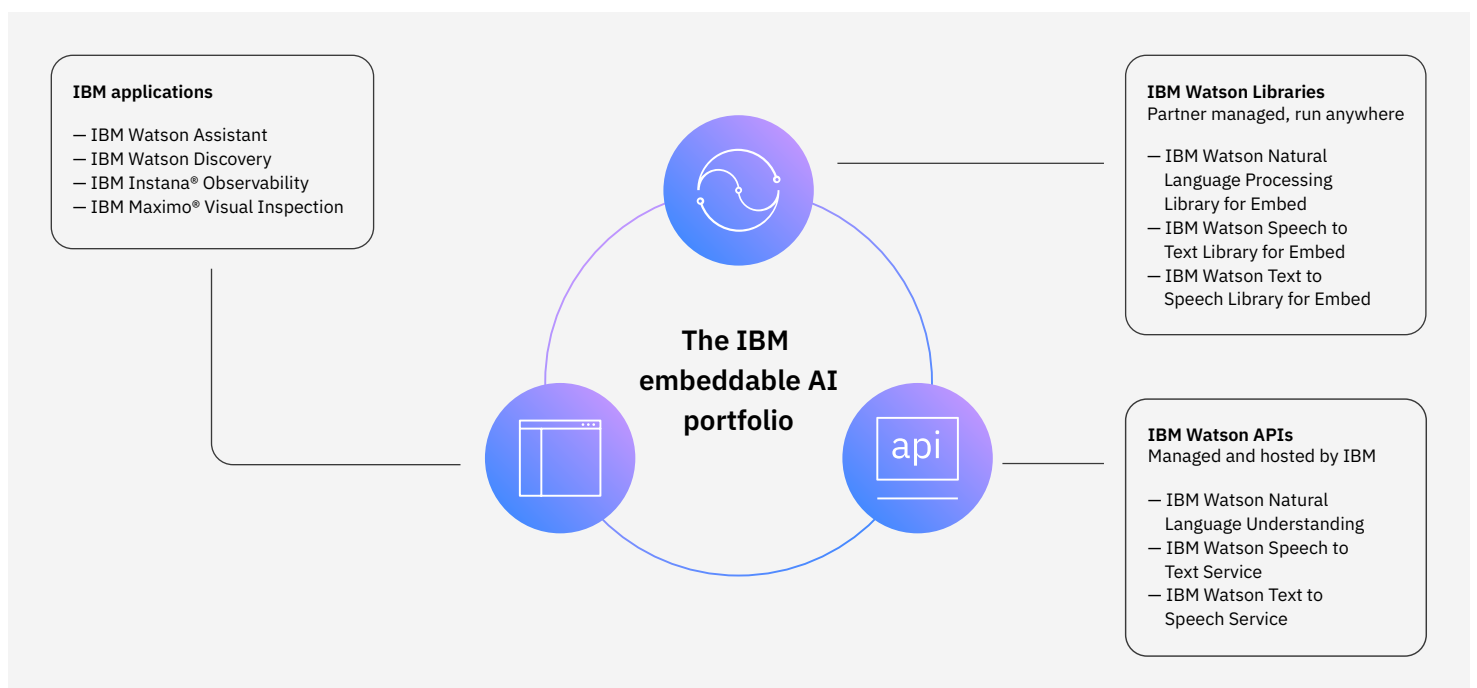 IBM applications
— IBM Watson Assistant
— IBM Watson Discovery
— IBM Instana® Observability
— IBM Maximo® Visual Inspection
The IBM
embeddable AI
portfolio
api
IBM Watson Libraries
Partner managed, run anywhere
— IBM Watson Natural
Language Processing
Library for Embed
— IBM Watson Speech to
Text Library for Embed
— IBM Watson Text to
Speech Library for Embed
IBM Watson APIs
Managed and hosted by IBM
— IBM Watson Natural
Language Understanding
— IBM Watson Speech to
Text Service
— IBM Watson Text to
Speech Service